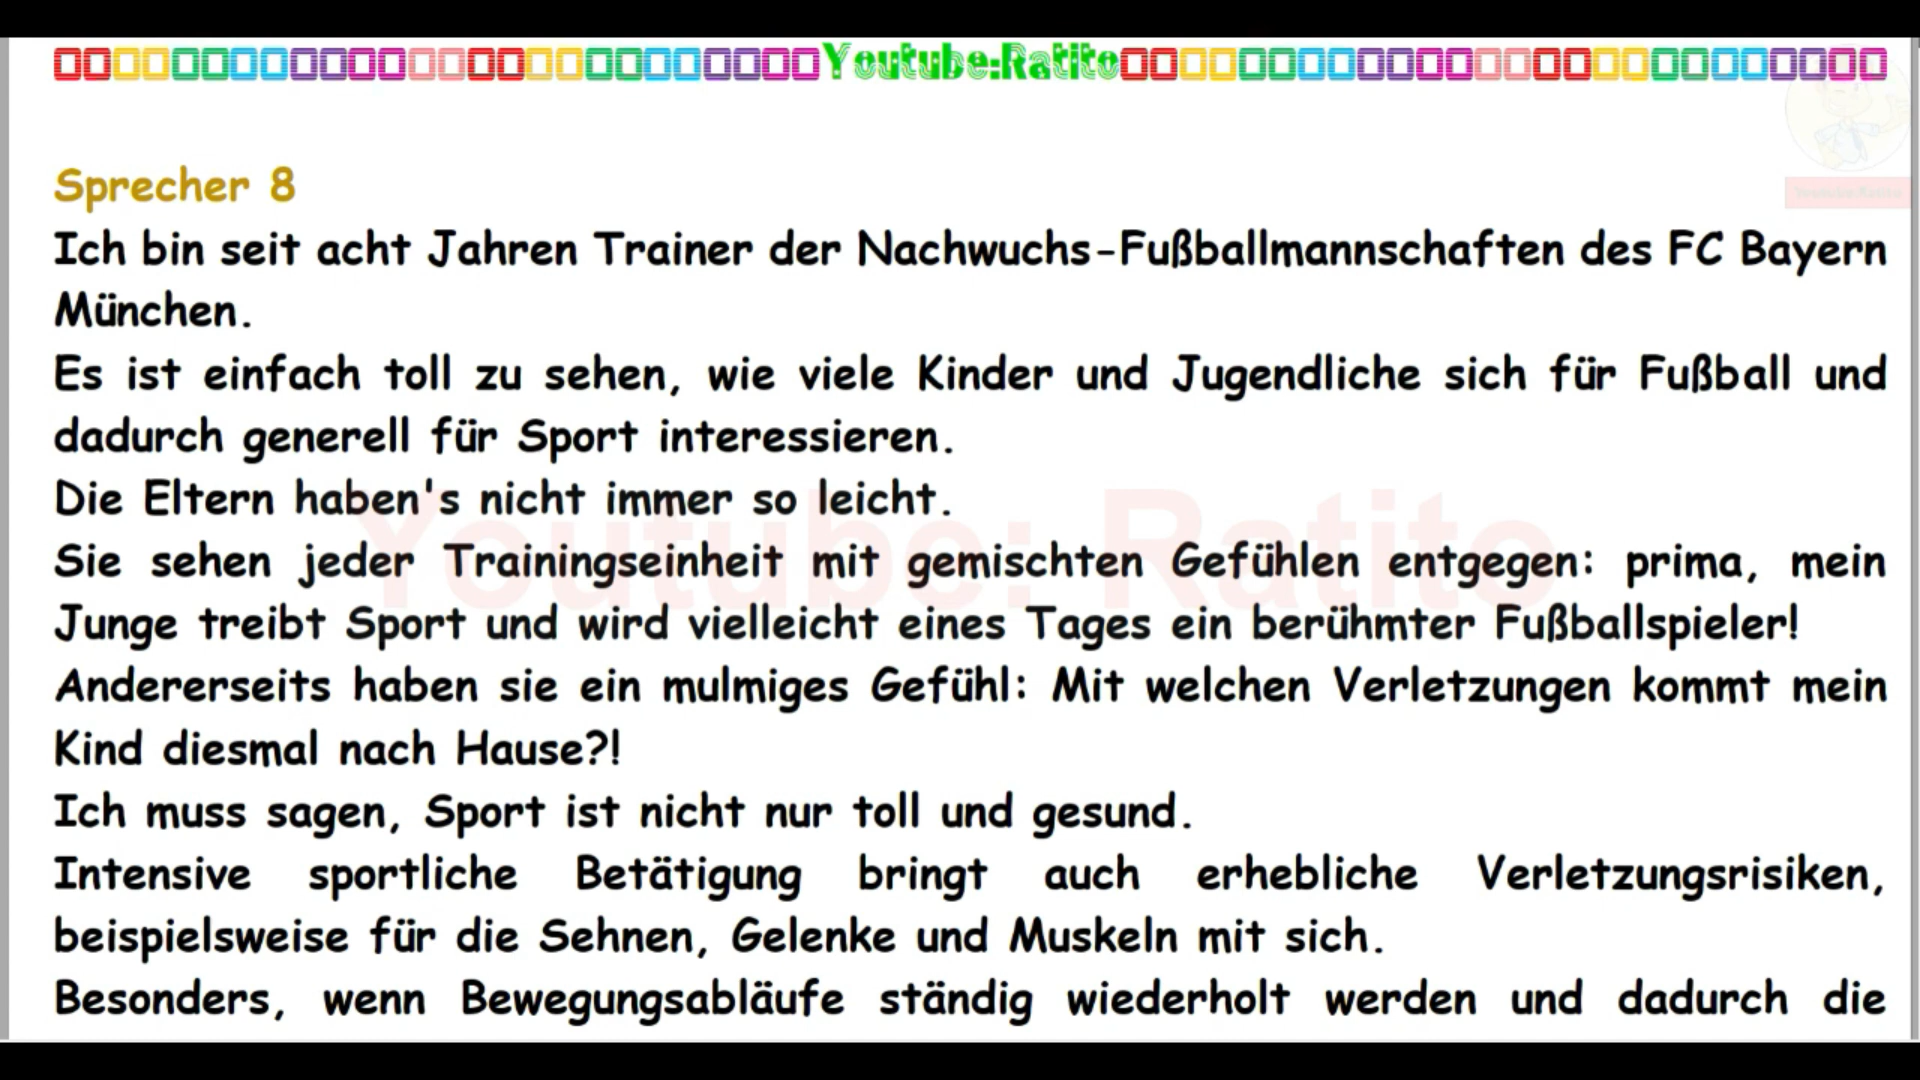 Youtube:Ratito
Youtube:Ratito
Sprecher 8
Ich bin seit acht Jahren Trainer der Nachwuchs-Fußballmannschaften des FC Bayern
München.
Es ist einfach toll zu sehen, wie viele Kinder und Jugendliche sich für Fußball und
dadurch generell für Sport interessieren.
Die Eltern haben's nicht immer so leicht.
Youtube: Ratito
Sie sehen jeder Trainingseinheit mit gemischten Gefühlen entgegen: prima, mein
Junge treibt Sport und wird vielleicht eines Tages ein berühmter Fußballspieler!
Andererseits haben sie ein mulmiges Gefühl: Mit welchen Verletzungen kommt mein
Kind diesmal nach Hause?!
Ich muss sagen, Sport ist nicht nur toll und gesund.
Intensive sportliche Betätigung bringt auch erhebliche Verletzungsrisiken,
beispielsweise für die Sehnen, Gelenke und Muskeln mit sich.
Besonders, wenn Bewegungsabläufe ständig wiederholt werden und dadurch die